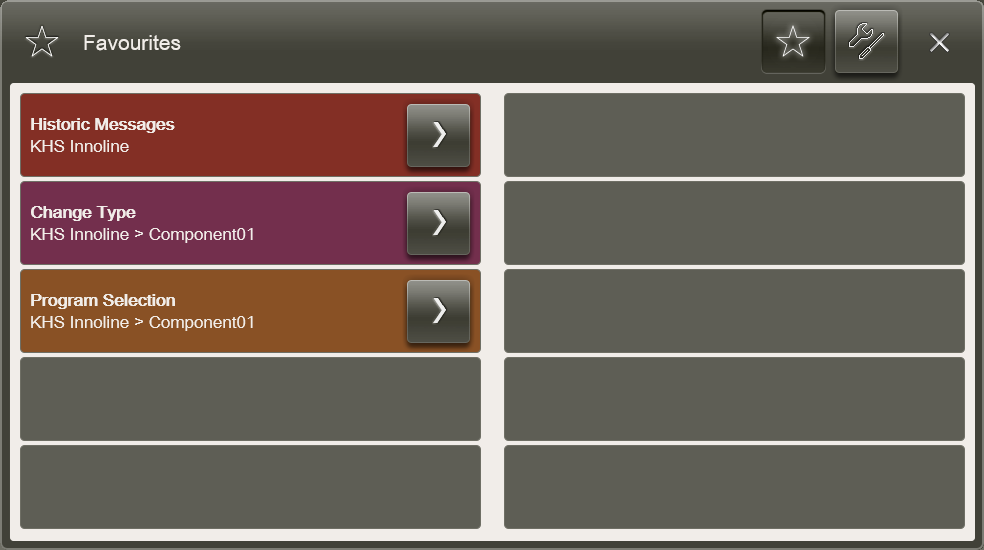 Favourites
Historic Messages
KHS Innoline
Change Type
KHS Innoline > Component01
Program Selection
KHS Innoline > Component01